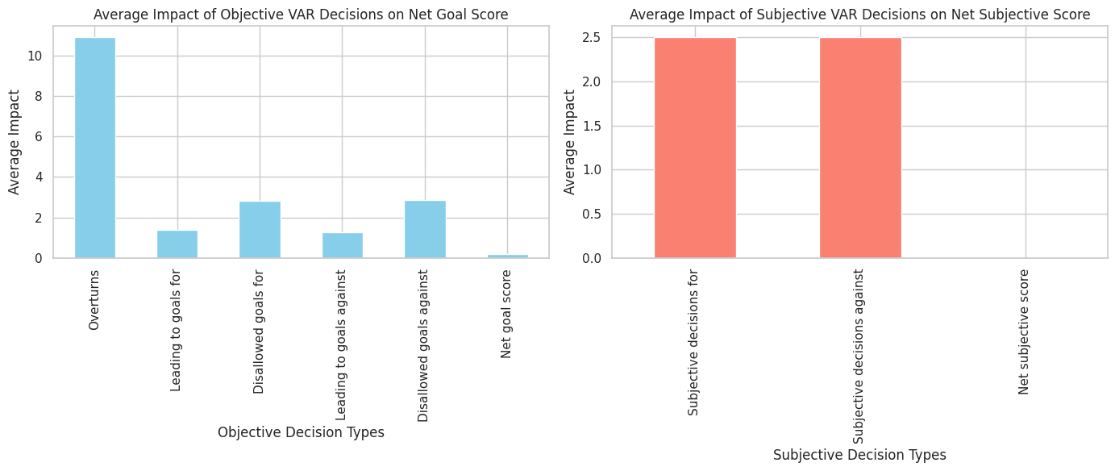 Average Impact of Objective VAR Decisions on Net Goal Score
Average Impact
10
8
6
4
2
0
Overturns
Leading to goals for
Disallowed goals for
Leading to goals against
Disallowed goals against
Net goal score
Objective Decision Types
Average Impact of Subjective VAR Decisions on Net Subjective Score
Average Impact
2.5
2.0
1.5
1.0
0.5
0.0
Subjective decisions for
Subjective decisions against
Net subjective score
Subjective Decision Types